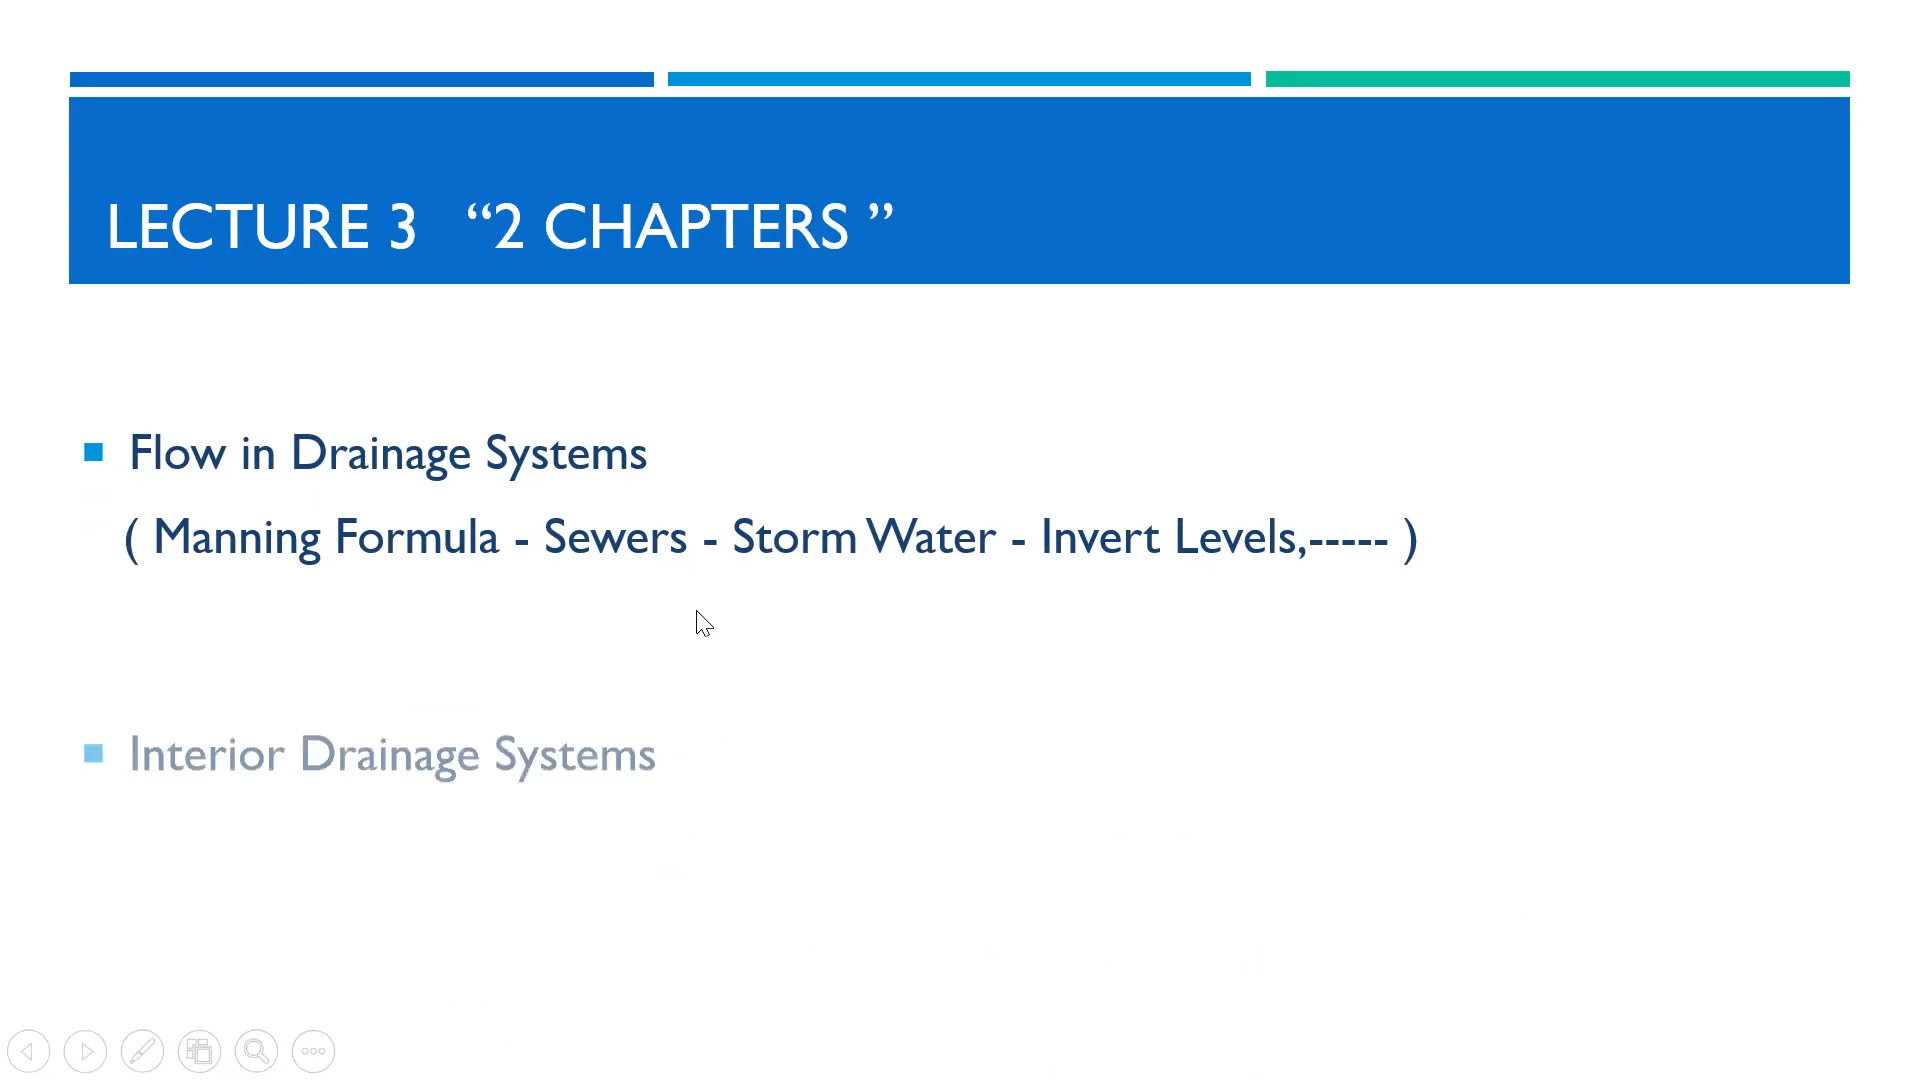 LECTURE 3 “2 CHAPTERS ”
Flow in Drainage Systems
( Manning Formula - Sewers - Storm Water - Invert Levels,----- )
Interior Drainage Systems